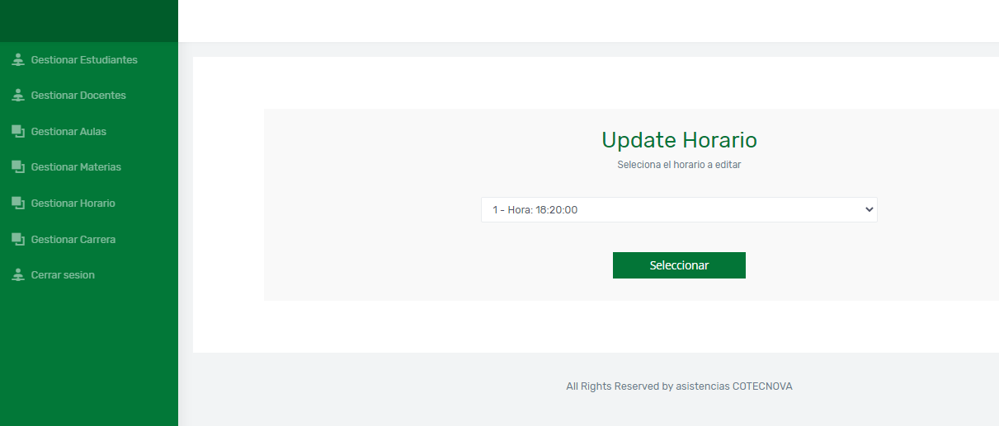 Gestionar Estudiantes
Gestionar Docentes
Gestionar Aulas
Gestionar Materias
Gestionar Horario
Gestionar Carrera
Cerrar sesion
Update Horario
Seleciona el horario a editar
1 - Hora: 18:20:00
Seleccionar
All Rights Reserved by asistencias COTECNOVA